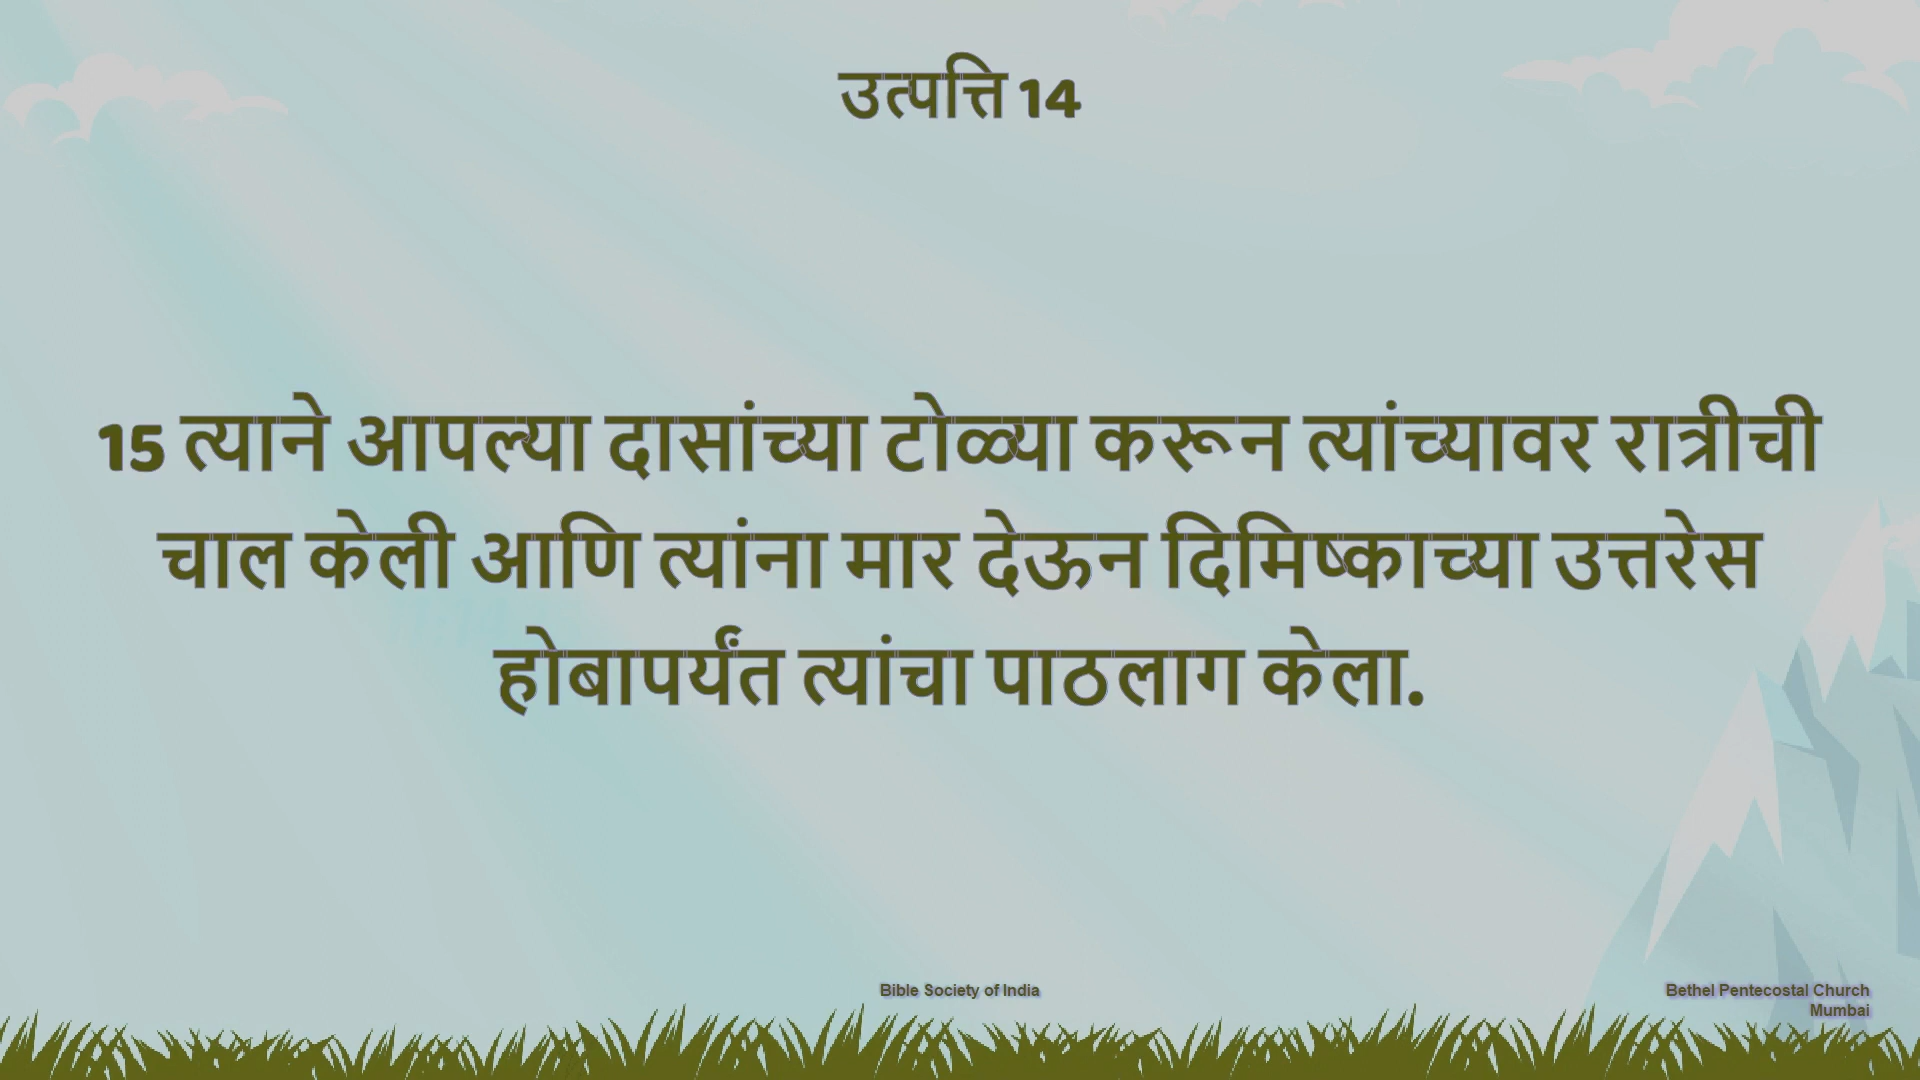 उत्पत्ति 14
15 त्याने आपल्या दासांच्या टोळ्या करून त्यांच्यावर रात्रीची
चाल केली आणि त्यांना मार देऊन दिमिष्काच्या उत्तरेस
होबापर्यंत त्यांचा पाठलाग केला.
Bible Society of India
Bethel Pentecostal Church
Mumbai